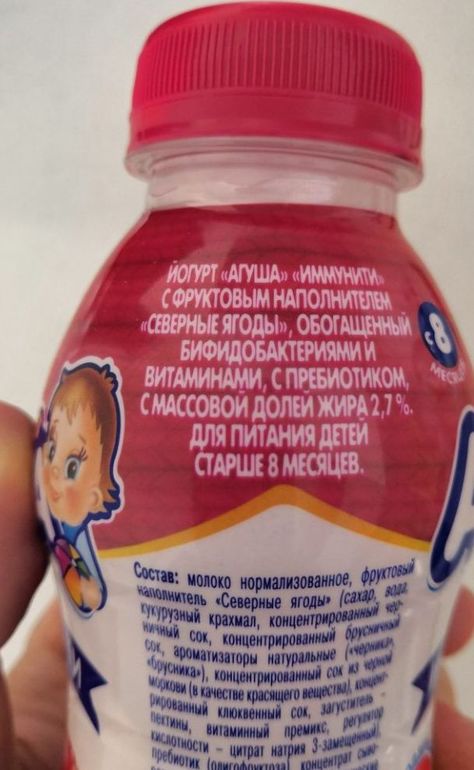 ЙОГУРТ «АГУША» «ИММУНИТИ»
С ФРУКТОВЫМ НАПОЛНИТЕЛЕМ
«СЕВЕРНЫЕ ЯГОДЫ», ОБОГАЩЕННЫЙ
БИФИДОБАКТЕРИЯМИ И
ВИТАМИНАМИ, С ПРЕБИОТИКОМ,
С МАССОВОЙ ДОЛЕЙ ЖИРА 2,7 %.
ДЛЯ ПИТАНИЯ ДЕТЕЙ
СТАРШЕ 8 МЕСЯЦЕВ.
с 8
Состав: молоко нормализованное, фруктовый
наполнитель «Северные ягоды» (сахар, вода,
кукурузный крахмал, концентрированный чер-
ничный сок, концентрированный брусничный
сок, ароматизаторы натуральные («черника»,
«брусника»), концентрированный сок из черной
моркови (в качестве красящего вещества), концент-
рированный клюквенный сок, загуститель –
пектины, витаминный премикс, регулятор
кислотности – цитрат натрия 3-замещенный),
пребиотик (олигофруктоза), концентрат сыво-